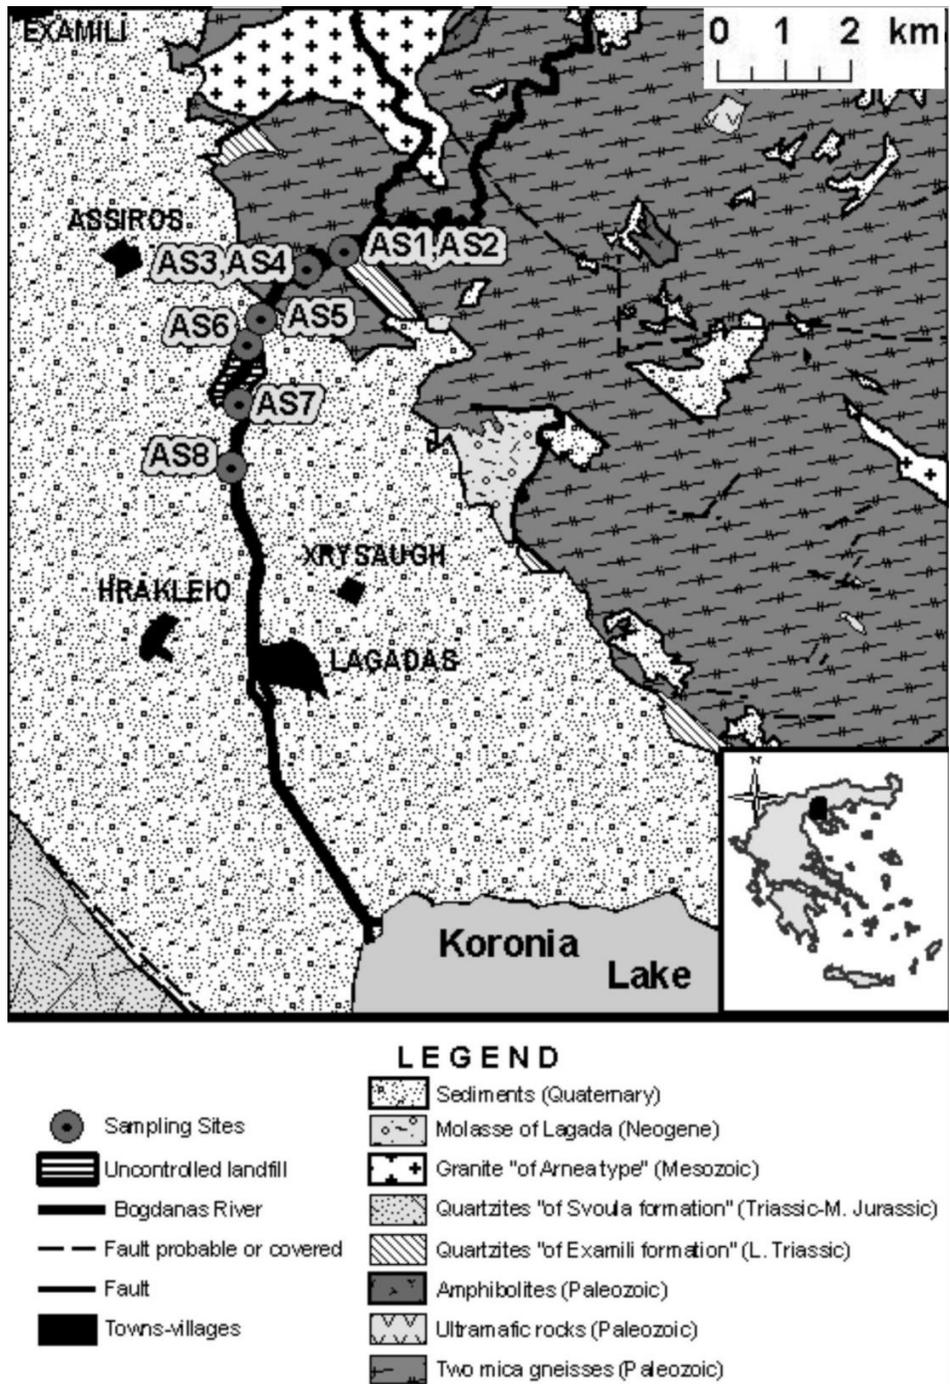 EXAMILI
0 1 2 km
ASSIROS
AS1,AS2
AS3,AS4
AS5
AS6
AS7
AS8
XRYSAUGH
HRAKLEIO
LAGADAS
N
Koronia
Lake
LEGEND
Sampling Sites
Uncontrolled landfill
Bogdanas River
Fault probable or covered
Fault
Towns-villages
Sediments (Quaternary)
Molasse of Lagada (Neogene)
Granite "of Arnea type" (Mesozoic)
Quartzites "of Svoula formation" (Triassic-M. Jurassic)
Quartzites "of Examili formation" (L. Triassic)
Amphibolites (Paleozoic)
Ultramafic rocks (Paleozoic)
Two mica gneisses (Paleozoic)